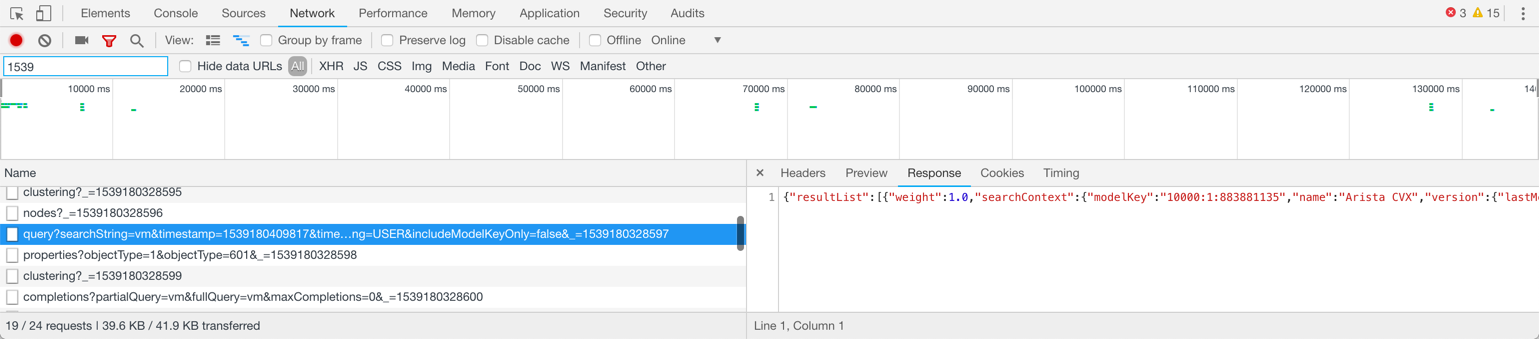 Elements Console Sources Network Performance Memory Application Security Audits 3 15
View: Group by frame Preserve log Disable cache Offline Online
1539 Hide data URLs All XHR JS CSS Img Media Font Doc WS Manifest Other
10000 ms 20000 ms 30000 ms 40000 ms 50000 ms 60000 ms 70000 ms 80000 ms 90000 ms 100000 ms 110000 ms 120000 ms 130000 ms
Name
clustering?_=1539180328595
nodes?_=1539180328596
query?searchString=vm&timestamp=1539180409817&time…ng=USER&includeModelKeyOnly=false&_=1539180328597
properties?objectType=1&objectType=601&_=1539180328598
clustering?_=1539180328599
completions?partialQuery=vm&fullQuery=vm&maxCompletions=0&_=1539180328600
19 / 24 requests | 39.6 KB / 41.9 KB transferred
× Headers Preview Response Cookies Timing
1 {"resultList":[{"weight":1.0,"searchContext":{"modelKey":"10000:1:883881135","name":"Arista CVX","version":{"lastM
Line 1, Column 1